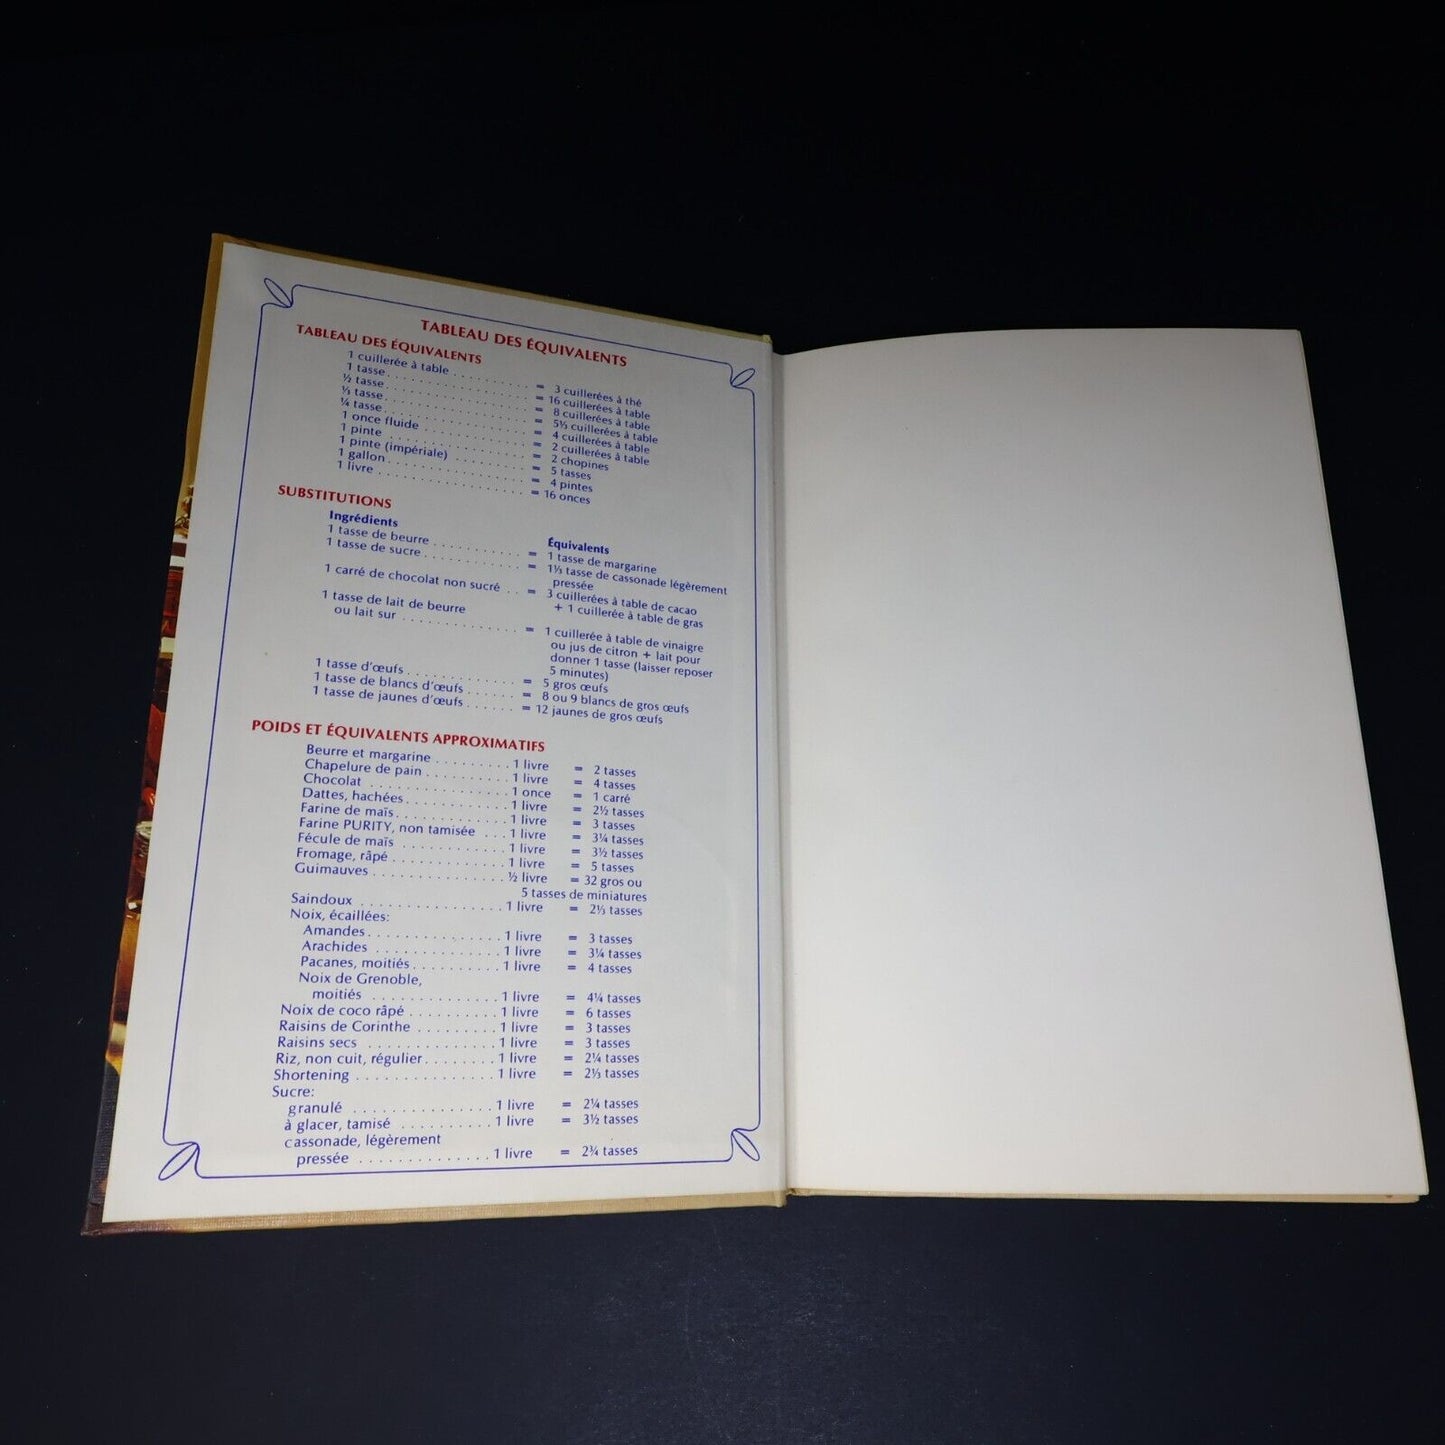 TABLEAU DES ÉQUIVALENTS
TABLEAU DES ÉQUIVALENTS
1 cuillerée à table . . . . . . . . . . = 3 cuillerées à thé
1 tasse . . . . . . . . . . = 16 cuillerées à table
½ tasse . . . . . . . . . . = 8 cuillerées à table
⅓ tasse . . . . . . . . . . = 5⅓ cuillerées à table
¼ tasse . . . . . . . . . . = 4 cuillerées à table
1 once fluide . . . . . . . . . . = 2 cuillerées à table
1 pinte . . . . . . . . . . = 2 chopines
1 pinte (impériale) . . . . . . . . . . = 5 tasses
1 gallon . . . . . . . . . . = 4 pintes
1 livre . . . . . . . . . . = 16 onces
SUBSTITUTIONS
Ingrédients Équivalents
1 tasse de beurre . . . . . . . . . . = 1 tasse de margarine
1 tasse de sucre . . . . . . . . . . = 1⅓ tasse de cassonade légèrement
pressée
1 carré de chocolat non sucré . . = 3 cuillerées à table de cacao
+ 1 cuillerée à table de gras
1 tasse de lait de beurre
ou lait sur . . . . . . . . . . = 1 cuillerée à table de vinaigre
ou jus de citron + lait pour
donner 1 tasse (laisser reposer
5 minutes)
1 tasse d'œufs . . . . . . . . . . = 5 gros œufs
1 tasse de blancs d'œufs . . . . . . = 8 ou 9 blancs de gros œufs
1 tasse de jaunes d'œufs . . . . . . = 12 jaunes de gros œufs
POIDS ET ÉQUIVALENTS APPROXIMATIFS
Beurre et margarine . . . . . . . . . 1 livre = 2 tasses
Chapelure de pain . . . . . . . . . . 1 livre = 4 tasses
Chocolat . . . . . . . . . . 1 once = 1 carré
Dattes, hachées . . . . . . . . . . 1 livre = 2½ tasses
Farine de maïs . . . . . . . . . . 1 livre = 3 tasses
Farine PURITY, non tamisée . . . 1 livre = 3¼ tasses
Fécule de maïs . . . . . . . . . . 1 livre = 3½ tasses
Fromage, râpé . . . . . . . . . . 1 livre = 5 tasses
Guimauves . . . . . . . . . . ½ livre = 32 gros ou
5 tasses de miniatures
Saindoux . . . . . . . . . . 1 livre = 2⅓ tasses
Noix, écaillées:
Amandes . . . . . . . . . . 1 livre = 3 tasses
Arachides . . . . . . . . . . 1 livre = 3¼ tasses
Pacanes, moitiés . . . . . . . . . . 1 livre = 4 tasses
Noix de Grenoble,
moitiés . . . . . . . . . . 1 livre = 4¼ tasses
Noix de coco râpé . . . . . . . . . . 1 livre = 6 tasses
Raisins de Corinthe . . . . . . . . . . 1 livre = 3 tasses
Raisins secs . . . . . . . . . . 1 livre = 3 tasses
Riz, non cuit, régulier . . . . . . . . 1 livre = 2¼ tasses
Shortening . . . . . . . . . . 1 livre = 2⅓ tasses
Sucre:
granulé . . . . . . . . . . 1 livre = 2¼ tasses
à glacer, tamisé . . . . . . . . . . 1 livre = 3½ tasses
cassonade, légèrement
pressée . . . . . . . . . . 1 livre = 2¾ tasses